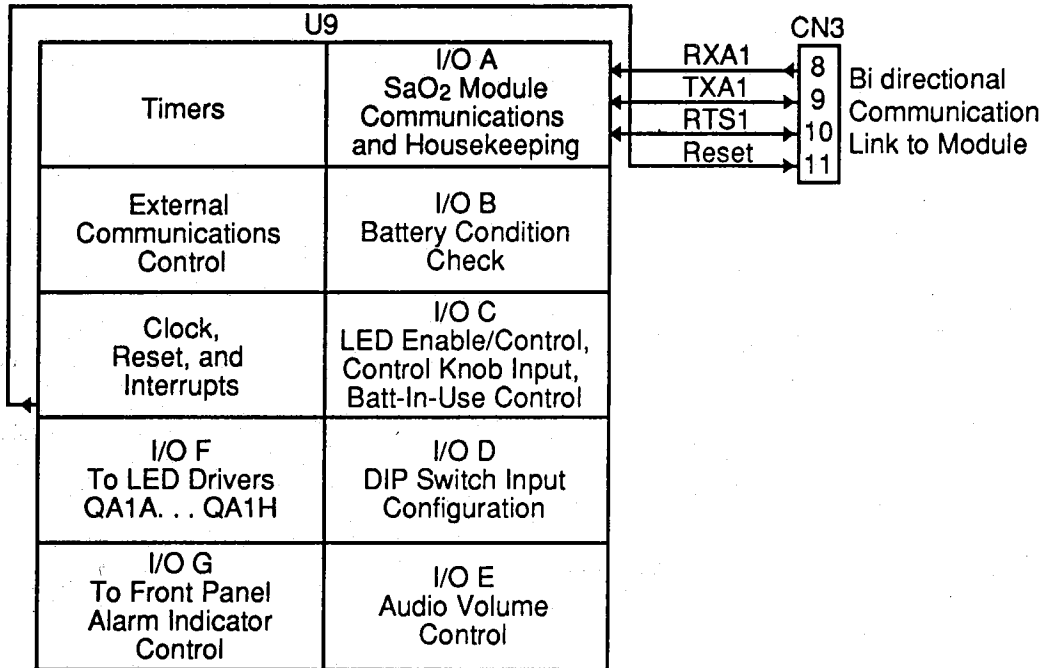 U9
CN3
Timers
I/O A
SaO2 Module
Communications
and Housekeeping
RXA1
8
TXA1
9
RTS1
10
Reset
11
Bi directional
Communication
Link to Module
External
Communications
Control
I/O B
Battery Condition
Check
Clock,
Reset, and
Interrupts
I/O C
LED Enable/Control,
Control Knob Input,
Batt-In-Use Control
I/O F
To LED Drivers
QA1A. . . QA1H
I/O D
DIP Switch Input
Configuration
I/O G
To Front Panel
Alarm Indicator
Control
I/O E
Audio Volume
Control